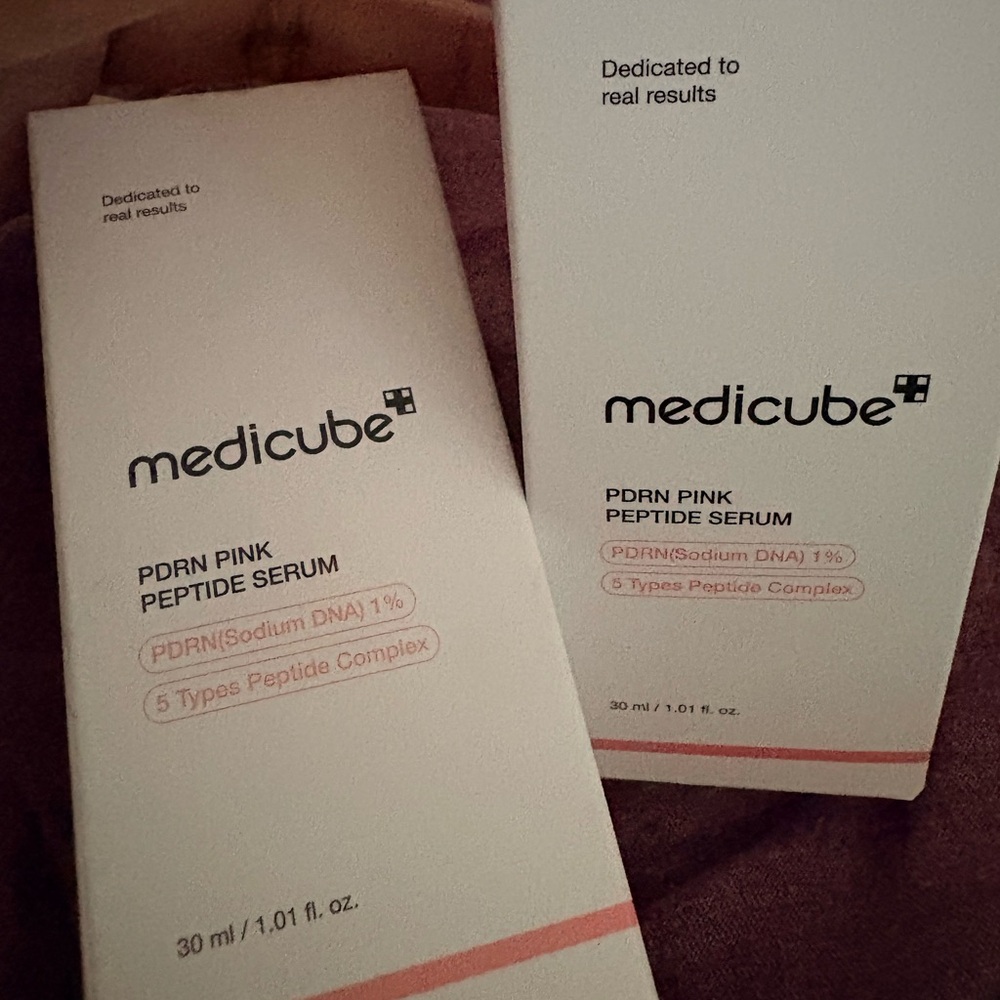 Dedicated to
real results
medicube
PDRN PINK
PEPTIDE SERUM
PDRN(Sodium DNA) 1%
5 Types Peptide Complex
30 ml / 1.01 fl. oz.
Dedicated to
real results
medicube
PDRN PINK
PEPTIDE SERUM
PDRN(Sodium DNA) 1%
5 Types Peptide Complex
30 ml / 1.01 fl. oz.